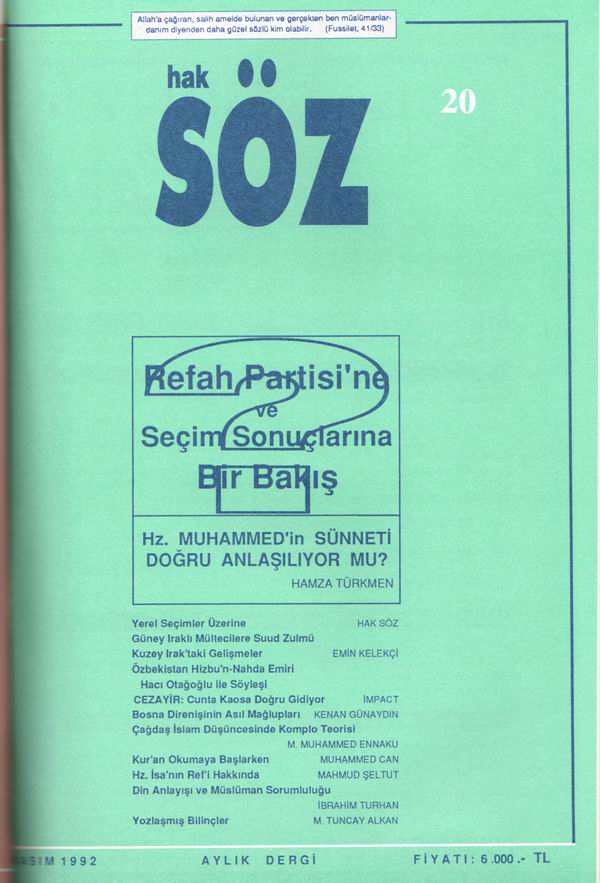 Allah'a çağıran, salih amelde bulunan ve gerçekten ben müslümanlar-
danım diyenden daha güzel sözlü kim olabilir. (Fussilet, 41/33)
hak
SÖZ
20
Refah Partisi'ne
ve
Seçim Sonuçlarına
Bir Bakış
?
Hz. MUHAMMED'in SÜNNETİ
DOĞRU ANLAŞILIYOR MU?
HAMZA TÜRKMEN
Yerel Seçimler Üzerine HAK SÖZ
Güney Iraklı Mültecilere Suud Zulmü
Kuzey Irak'taki Gelişmeler EMİN KELEKÇİ
Özbekistan Hizbu'n-Nahda Emiri
Hacı Otağoğlu ile Söyleşi
CEZAYİR: Cunta Kaosa Doğru Gidiyor İMPACT
Bosna Direnişinin Asıl Mağlupları KENAN GÜNAYDIN
Çağdaş İslam Düşüncesinde Komplo Teorisi
M. MUHAMMED ENNAKU
Kur'an Okumaya Başlarken MUHAMMED CAN
Hz. İsa'nın Ref'i Hakkında MAHMUD ŞELTUT
Din Anlayışı ve Müslüman Sorumluluğu
İBRAHİM TURHAN
Yozlaşmış Bilinçler M. TUNCAY ALKAN
KASIM 1992 AYLIK DERGİ FİYATI: 6.000.- TL